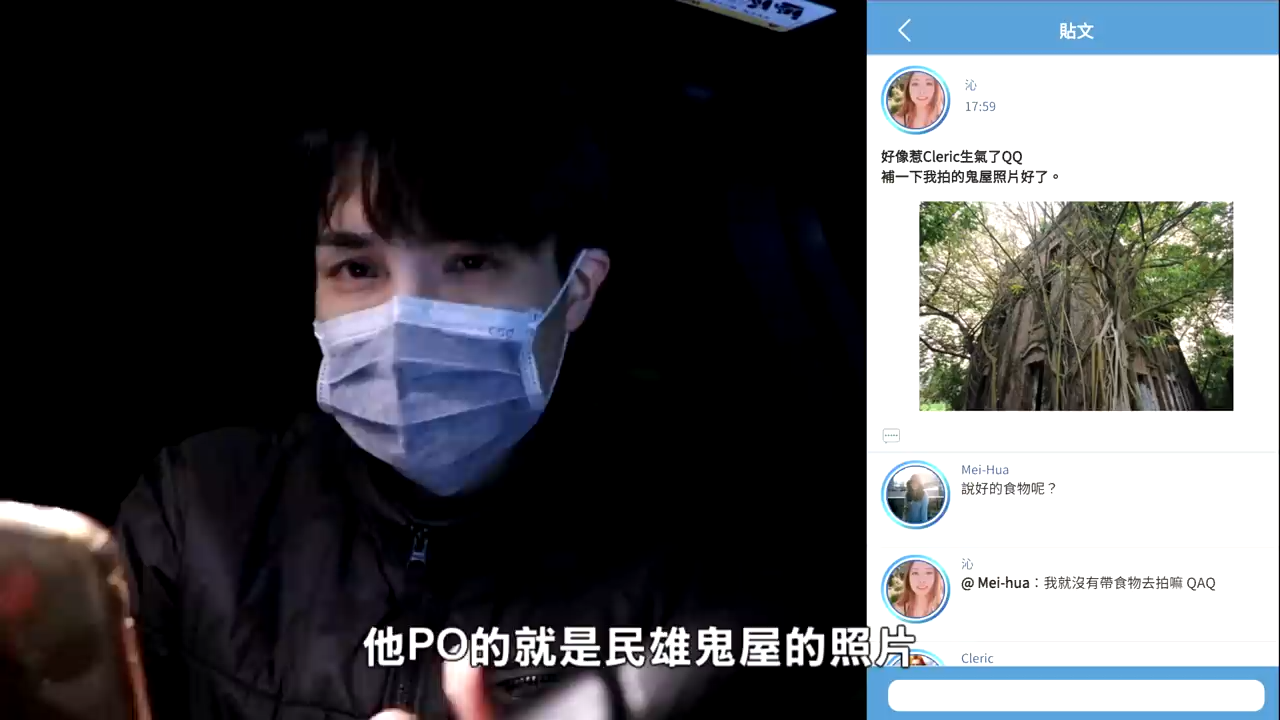 貼文
沁
17:59
好像惹Cleric生氣了QQ
補一下我拍的鬼屋照片好了。
Mei-Hua
說好的食物呢？
沁
@ Mei-hua：我就沒有帶食物去拍嘛 QAQ
Cleric
他PO的就是民雄鬼屋的照片